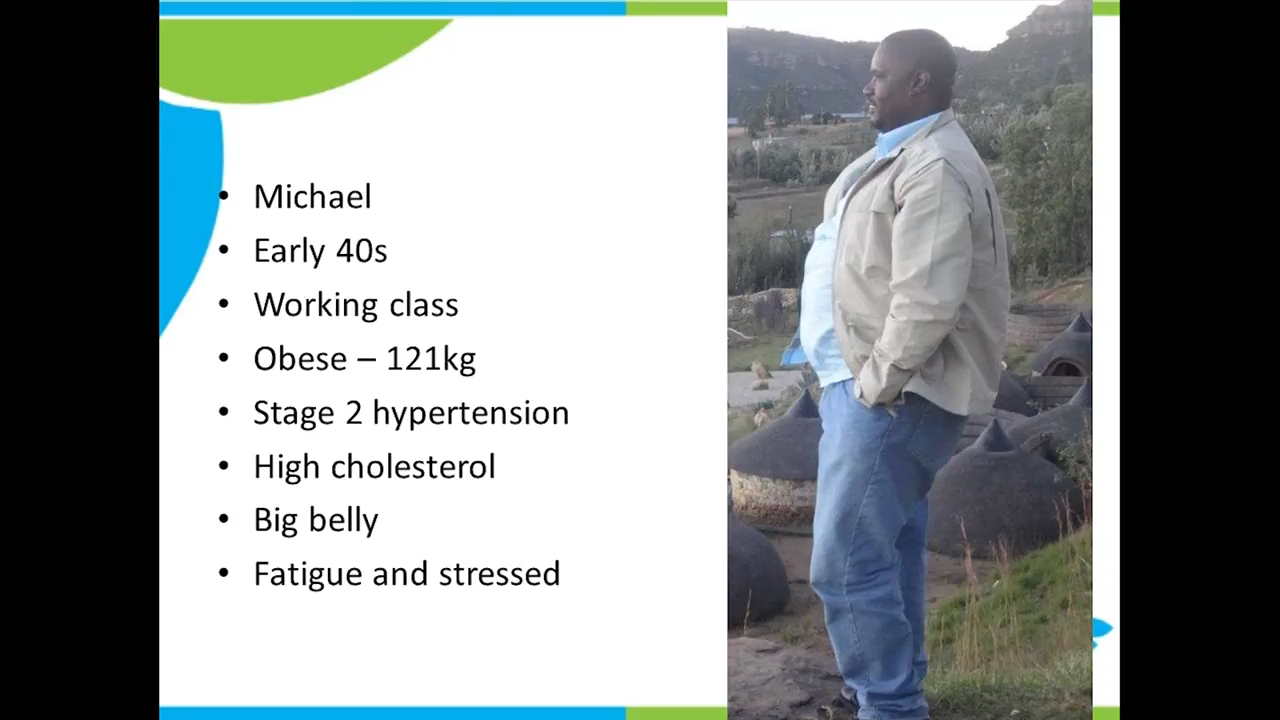 • Michael
• Early 40s
• Working class
• Obese – 121kg
• Stage 2 hypertension
• High cholesterol
• Big belly
• Fatigue and stressed